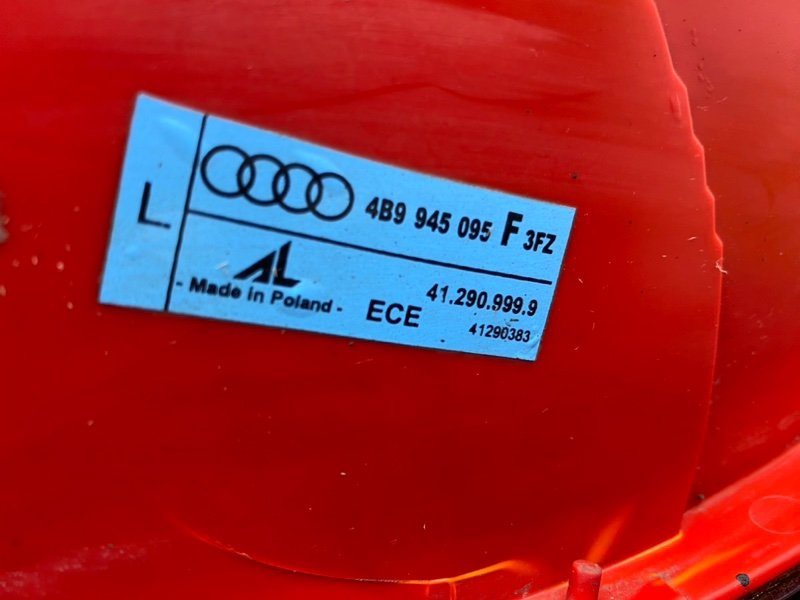 L
4B9 945 095 F 3FZ
AL
- Made in Poland -
ECE
41.290.999.9
41290383